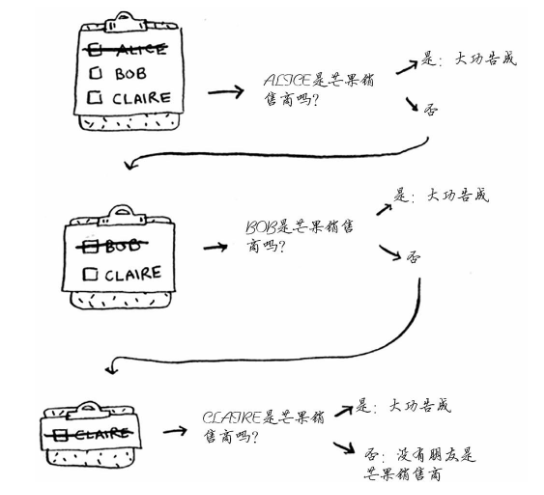 ALICE
BOB
CLAIRE
ALICE是芒果销
售商吗？
是：大功告成
否
BOB
CLAIRE
BOB是芒果销售
商吗？
是：大功告成
否
CLAIRE
CLAIRE是芒果销
售商吗？
是：大功告成
否：没有朋友是
芒果销售商